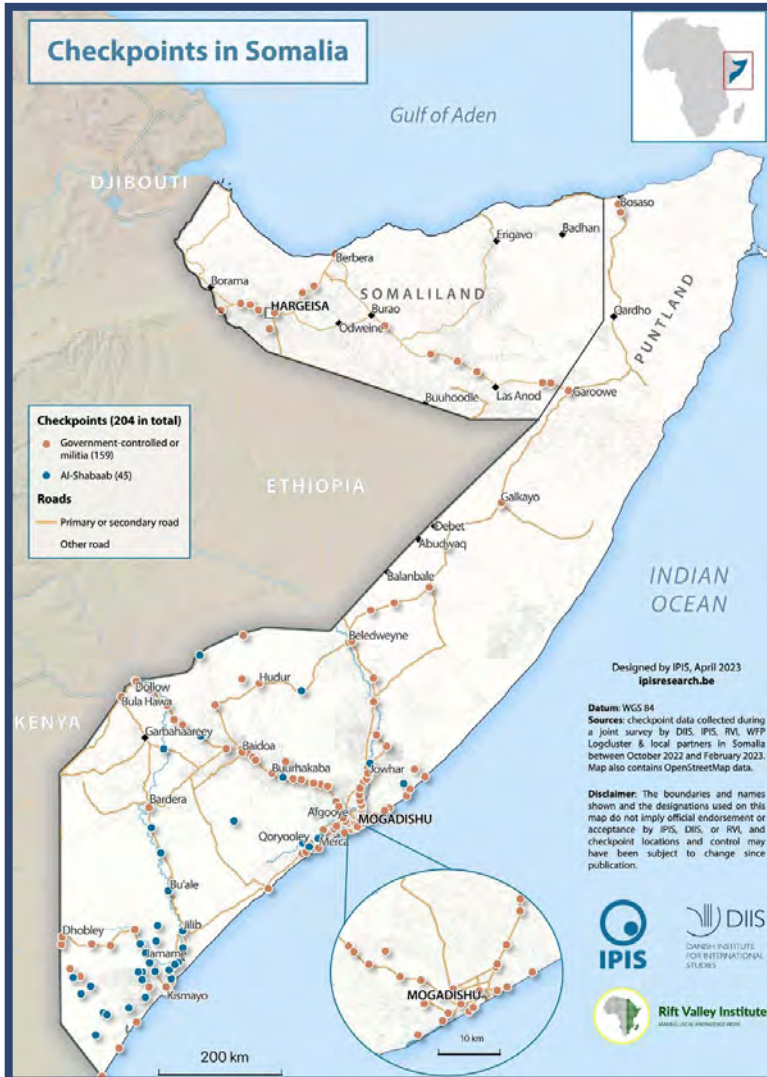 Checkpoints in Somalia
Gulf of Aden
DJIBOUTI
Bosaso
Berbera
Erigavo
Badhan
Borama
HARGEISA
SOMALILAND
Burao
Odweine
Qardho
PUNTLAND
Buuhoodle
Las Anod
Garoowe
Checkpoints (204 in total)
Government-controlled or
militia (159)
Al-Shabaab (45)
Roads
Primary or secondary road
Other road
ETHIOPIA
Galkayo
Debet
Abudwaq
Balanbale
INDIAN
OCEAN
Beledweyne
Hudur
Dollow
Bula Hawa
KENYA
Garbahaareey
Baidoa
Buurhakaba
Jowhar
Bardera
Afgooye
MOGADISHU
Qoryooley
Merca
Bu'ale
Dhobley
Jilib
Jamame
Kismayo
MOGADISHU
10 km
200 km
Designed by IPIS, April 2023
ipisresearch.be
Datum: WGS 84
Sources: checkpoint data collected during
a joint survey by DIIS, IPIS, RVI, WFP
Logcluster & local partners in Somalia
between October 2022 and February 2023.
Map also contains OpenStreetMap data.
Disclaimer: The boundaries and names
shown and the designations used on this
map do not imply official endorsement or
acceptance by IPIS, DIIS, or RVI, and
checkpoint locations and control may
have been subject to change since
publication.
IPIS
DIIS
DANISH INSTITUTE
FOR INTERNATIONAL
STUDIES
Rift Valley Institute
MAKING LOCAL KNOWLEDGE WORK